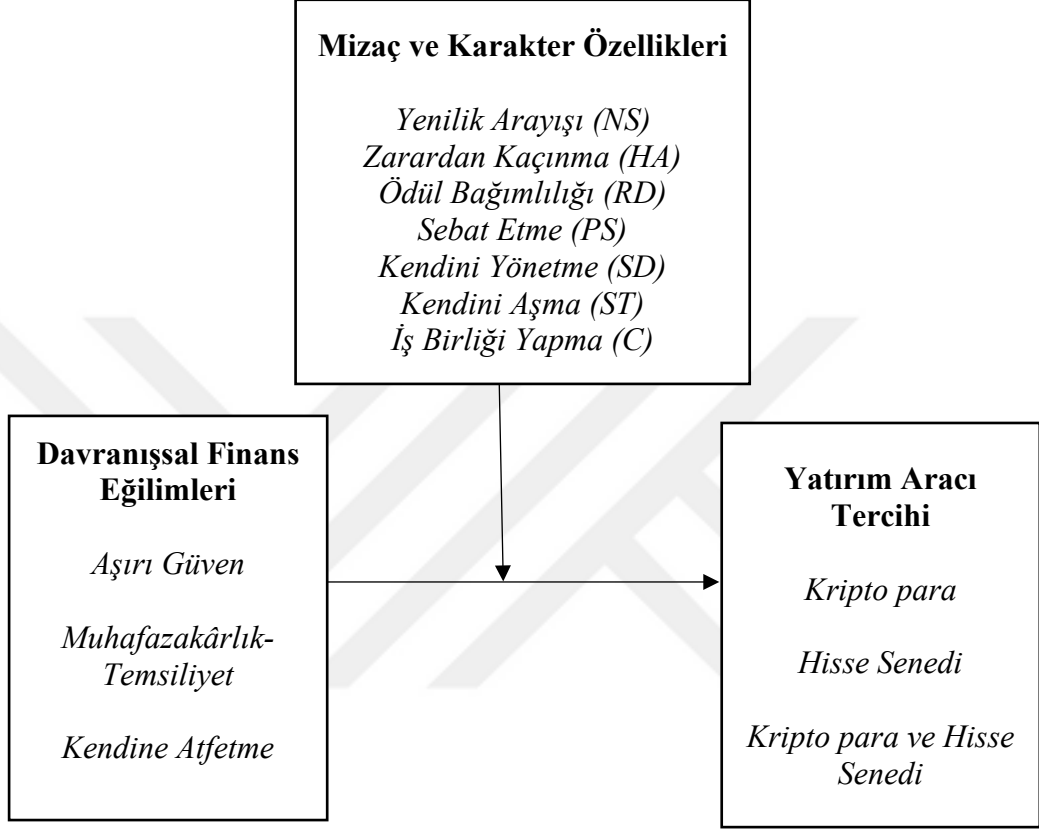 Mizaç ve Karakter Özellikleri
Yenilik Arayışı (NS)
Zarardan Kaçınma (HA)
Ödül Bağımlılığı (RD)
Sebat Etme (PS)
Kendini Yönetme (SD)
Kendini Aşma (ST)
İş Birliği Yapma (C)
Davranışsal Finans
Eğilimleri
Aşırı Güven
Muhafazakârlık-
Temsiliyet
Kendine Atfetme
Yatırım Aracı
Tercihi
Kripto para
Hisse Senedi
Kripto para ve Hisse
Senedi